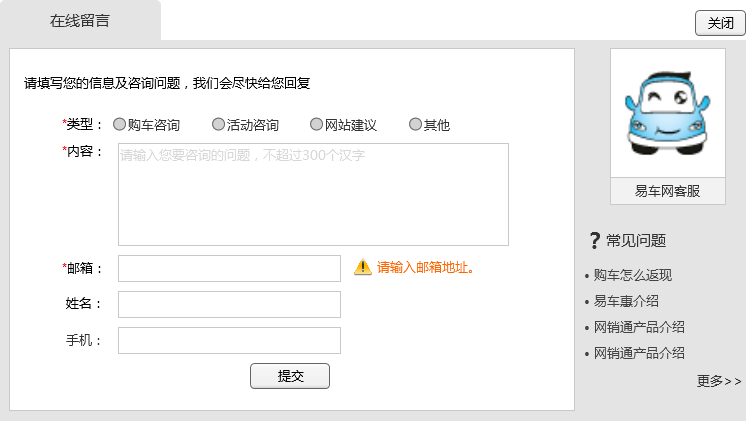 在线留言
关闭
请填写您的信息及咨询问题，我们会尽快给您回复
*类型： 购车咨询 活动咨询 网站建议 其他
*内容： 请输入您要咨询的问题，不超过300个汉字
*邮箱： 请输入邮箱地址。
姓名：
手机：
提交
易车网客服
? 常见问题
• 购车怎么返现
• 易车惠介绍
• 网销通产品介绍
• 网销通产品介绍
更多>>